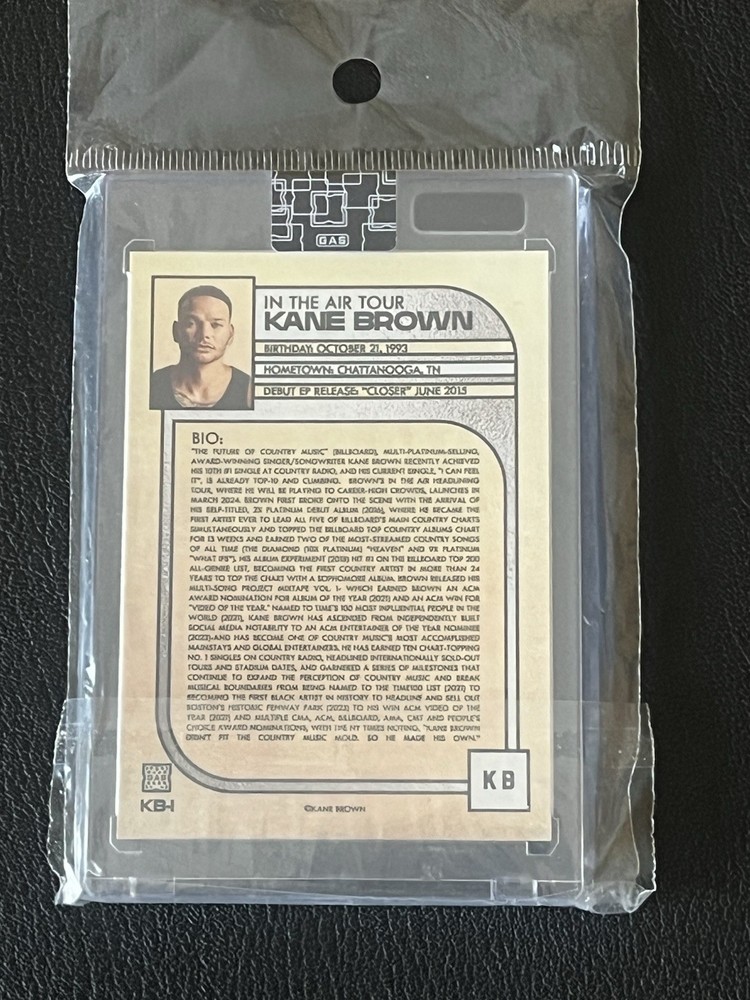 GAS
IN THE AIR TOUR
KANE BROWN
BIRTHDAY: OCTOBER 21, 1993
HOMETOWN: CHATTANOOGA, TN
DEBUT EP RELEASE: "CLOSER" JUNE 2015
BIO:
"THE FUTURE OF COUNTRY MUSIC" (BILLBOARD), MULTI-PLATINUM-SELLING,
AWARD-WINNING SINGER/SONGWRITER KANE BROWN RECENTLY ACHIEVED
HIS 10TH #1 SINGLE AT COUNTRY RADIO, AND HIS CURRENT SINGLE, "I CAN FEEL
IT", IS ALREADY TOP-10 AND CLIMBING. BROWN'S IN THE AIR HEADLINING
TOUR, WHERE HE WILL BE PLAYING TO CAREER-HIGH CROWDS, LAUNCHES IN
MARCH 2024. BROWN FIRST BROKE ONTO THE SCENE WITH THE ARRIVAL OF
HIS SELF-TITLED, 2X PLATINUM DEBUT ALBUM (2016), WHERE HE BECAME THE
FIRST ARTIST EVER TO LEAD ALL FIVE OF BILLBOARD'S MAIN COUNTRY CHARTS
SIMULTANEOUSLY AND TOPPED THE BILLBOARD TOP COUNTRY ALBUMS CHART
FOR 13 WEEKS AND EARNED TWO OF THE MOST-STREAMED COUNTRY SONGS
OF ALL TIME (THE DIAMOND (10X PLATINUM) "HEAVEN" AND 9X PLATINUM
"WHAT IFS"). HIS ALBUM EXPERIMENT (2018) HIT #1 ON THE BILLBOARD TOP 200
ALL-GENRE LIST, BECOMING THE FIRST COUNTRY ARTIST IN MORE THAN 24
YEARS TO TOP THE CHART WITH A SOPHOMORE ALBUM. BROWN RELEASED HIS
MULTI-SONG PROJECT MIXTAPE VOL. 1- WHICH EARNED BROWN AN ACM
AWARD NOMINATION FOR ALBUM OF THE YEAR (2021) AND AN ACM WIN FOR
"VIDEO OF THE YEAR." NAMED TO TIME'S 100 MOST INFLUENTIAL PEOPLE IN THE
WORLD (2021), KANE BROWN HAS ASCENDED FROM INDEPENDENTLY BUILT
SOCIAL MEDIA NOTABILITY TO AN ACM ENTERTAINER OF THE YEAR NOMINEE
(2023)-AND HAS BECOME ONE OF COUNTRY MUSIC'S MOST ACCOMPLISHED
MAINSTAYS AND GLOBAL ENTERTAINERS. HE HAS EARNED TEN CHART-TOPPING
NO. 1 SINGLES ON COUNTRY RADIO, HEADLINED INTERNATIONALLY SOLD-OUT
TOURS AND STADIUM DATES, AND GARNERED A SERIES OF MILESTONES THAT
CONTINUE TO EXPAND THE PERCEPTION OF COUNTRY MUSIC AND BREAK
MUSICAL BOUNDARIES FROM BEING NAMED TO THE TIME100 LIST (2021) TO
BECOMING THE FIRST BLACK ARTIST IN HISTORY TO HEADLINE AND SELL OUT
BOSTON'S HISTORIC FENWAY PARK (2023) TO HIS WIN ACM VIDEO OF THE
YEAR (2021) AND MULTIPLE CMA, ACM, BILLBOARD, AMA, CMT AND PEOPLE'S
CHOICE AWARD NOMINATIONS, WITH THE NY TIMES NOTING, "KANE BROWN
DIDN'T FIT THE COUNTRY MUSIC MOLD. SO HE MADE HIS OWN."
KB
KB-1
©KANE BROWN